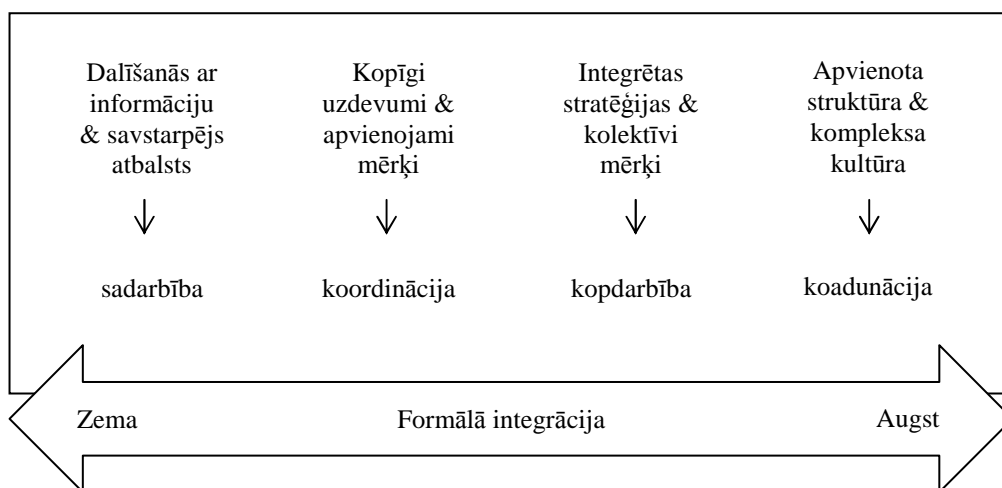 Dalīšanās ar
informāciju
& savstarpējs
atbalsts
Kopīgi
uzdevumi &
apvienojami
mērķi
Integrētas
stratēģijas &
kolektīvi
mērķi
Apvienota
struktūra &
kompleksa
kultūra
sadarbība
koordinācija
kopdarbība
koadunācija
Zema
Formālā integrācija
Augst